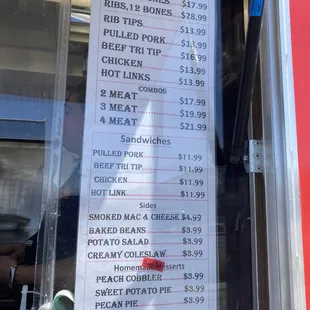 BONES...$17.99
RIBS, 12 BONES...$28.99
RIB TIPS...$13.99
PULLED PORK...$13.99
BEEF TRI TIP...$16.99
CHICKEN...$13.99
HOT LINKS...$13.99
COMBOS
2 MEAT...$17.99
3 MEAT...$19.99
4 MEAT...$21.99
Sandwiches
PULLED PORK...$11.99
BEEF TRI TIP...$11.99
CHICKEN...$11.99
HOT LINK...$11.99
Sides
SMOKED MAC & CHEESE $4.99
BAKED BEANS...$3.99
POTATO SALAD...$3.99
CREAMY COLESLAW...$3.99
Homemade Desserts
PEACH COBBLER...$3.99
SWEET POTATO PIE...$3.99
PECAN PIE...$3.99